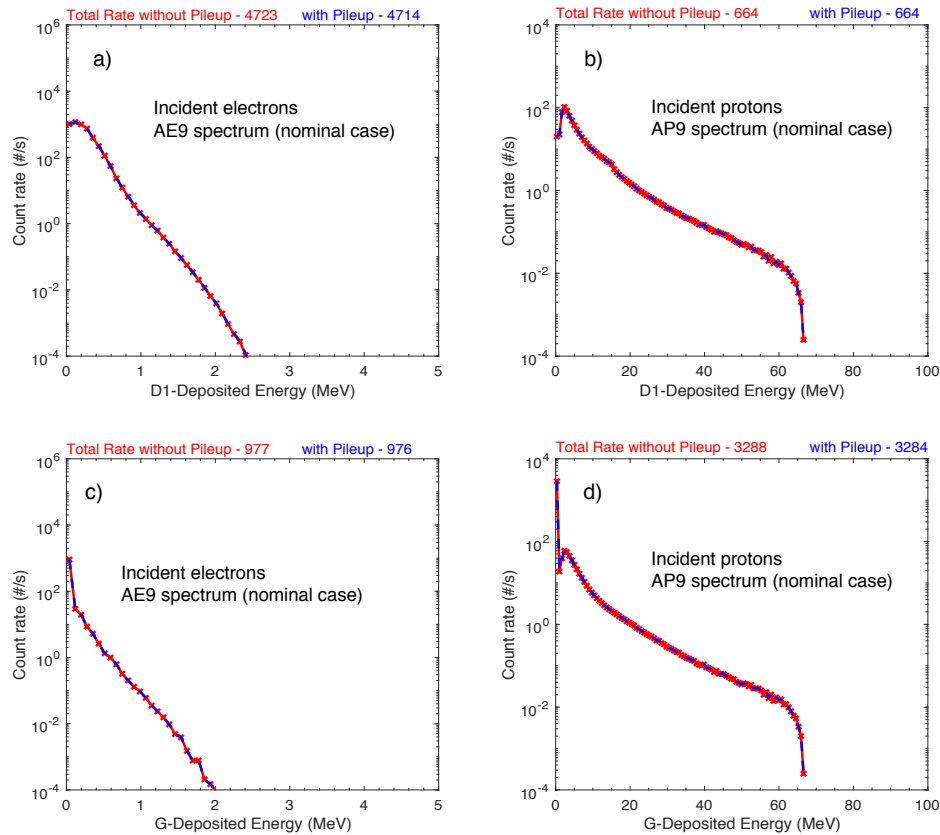 Total Rate without Pileup - 4723 with Pileup - 4714
10^6
a)
10^4
Incident electrons
AE9 spectrum (nominal case)
10^2
10^0
10^-2
10^-4
Count rate (#/s)
0 1 2 3 4 5
D1-Deposited Energy (MeV)
Total Rate without Pileup - 664 with Pileup - 664
10^4
b)
Incident protons
AP9 spectrum (nominal case)
10^2
10^0
10^-2
10^-4
Count rate (#/s)
0 20 40 60 80 100
D1-Deposited Energy (MeV)
Total Rate without Pileup - 977 with Pileup - 976
10^6
c)
10^4
Incident electrons
AE9 spectrum (nominal case)
10^2
10^0
10^-2
10^-4
Count rate (#/s)
0 1 2 3 4 5
G-Deposited Energy (MeV)
Total Rate without Pileup - 3288 with Pileup - 3284
10^4
d)
Incident protons
AP9 spectrum (nominal case)
10^2
10^0
10^-2
10^-4
Count rate (#/s)
0 20 40 60 80 100
G-Deposited Energy (MeV)